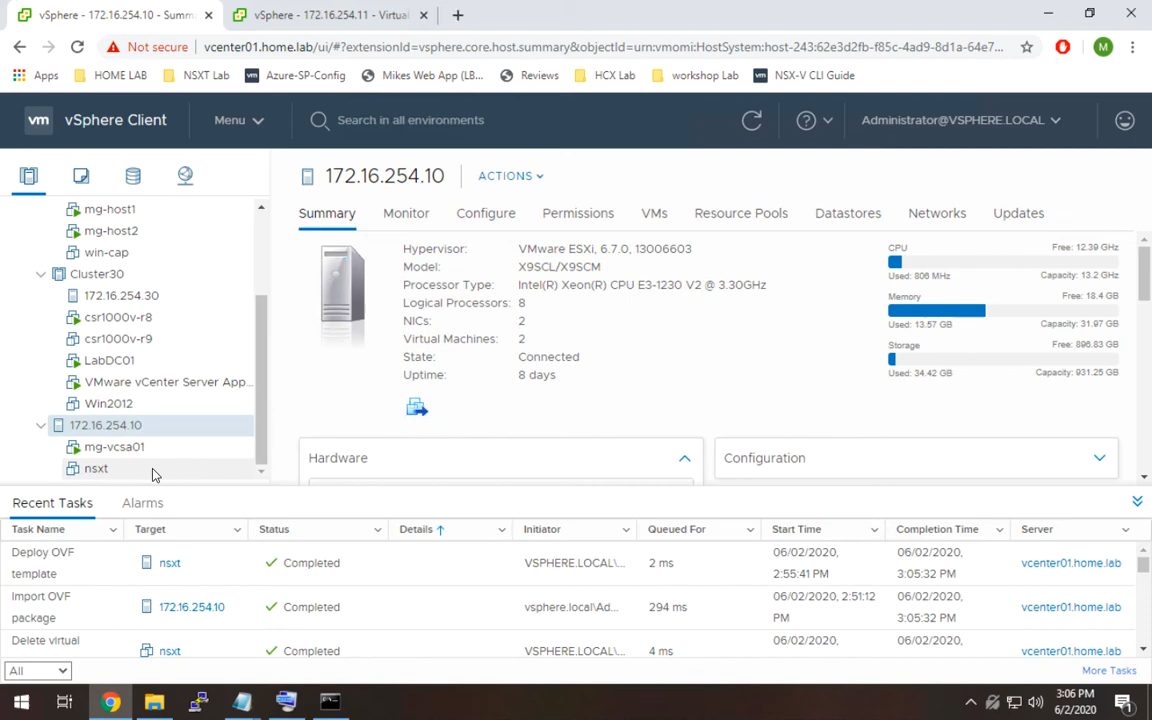 vSphere - 172.16.254.10 - Summ
vSphere - 172.16.254.11 - Virtual
Not secure
vcenter01.home.lab/ui/#?extensionId=vsphere.core.host.summary&objectId=urn:vmomi:HostSystem:host-243:62e3d2fb-f85c-4ad9-8d1a-64e7...
M
Apps
HOME LAB
NSXT Lab
Azure-SP-Config
Mikes Web App (LB...
Reviews
HCX Lab
workshop Lab
NSX-V CLI Guide
vm
vSphere Client
Menu
Search in all environments
Administrator@VSPHERE.LOCAL
172.16.254.10
ACTIONS
Summary
Monitor
Configure
Permissions
VMs
Resource Pools
Datastores
Networks
Updates
mg-host1
mg-host2
win-cap
Cluster30
172.16.254.30
csr1000v-r8
csr1000v-r9
LabDC01
VMware vCenter Server App...
Win2012
172.16.254.10
mg-vcsa01
nsxt
Hypervisor: VMware ESXi, 6.7.0, 13006603
Model: X9SCL/X9SCM
Processor Type: Intel(R) Xeon(R) CPU E3-1230 V2 @ 3.30GHz
Logical Processors: 8
NICs: 2
Virtual Machines: 2
State: Connected
Uptime: 8 days
CPU Free: 12.39 GHz
Used: 806 MHz Capacity: 13.2 GHz
Memory Free: 18.4 GB
Used: 13.57 GB Capacity: 31.97 GB
Storage Free: 896.83 GB
Used: 34.42 GB Capacity: 931.25 GB
Hardware
Configuration
Recent Tasks
Alarms
Task Name
Target
Status
Details
Initiator
Queued For
Start Time
Completion Time
Server
Deploy OVF
template
nsxt
Completed
VSPHERE.LOCAL\...
2 ms
06/02/2020,
2:55:41 PM
06/02/2020,
3:05:32 PM
vcenter01.home.lab
Import OVF
package
172.16.254.10
Completed
vsphere.local\Ad...
294 ms
06/02/2020, 2:51:12
PM
06/02/2020,
3:05:32 PM
vcenter01.home.lab
Delete virtual
nsxt
Completed
VSPHERE.LOCAL\...
4 ms
06/02/2020,
06/02/2020,
vcenter01.home.lab
All
More Tasks
3:06 PM
6/2/2020
1